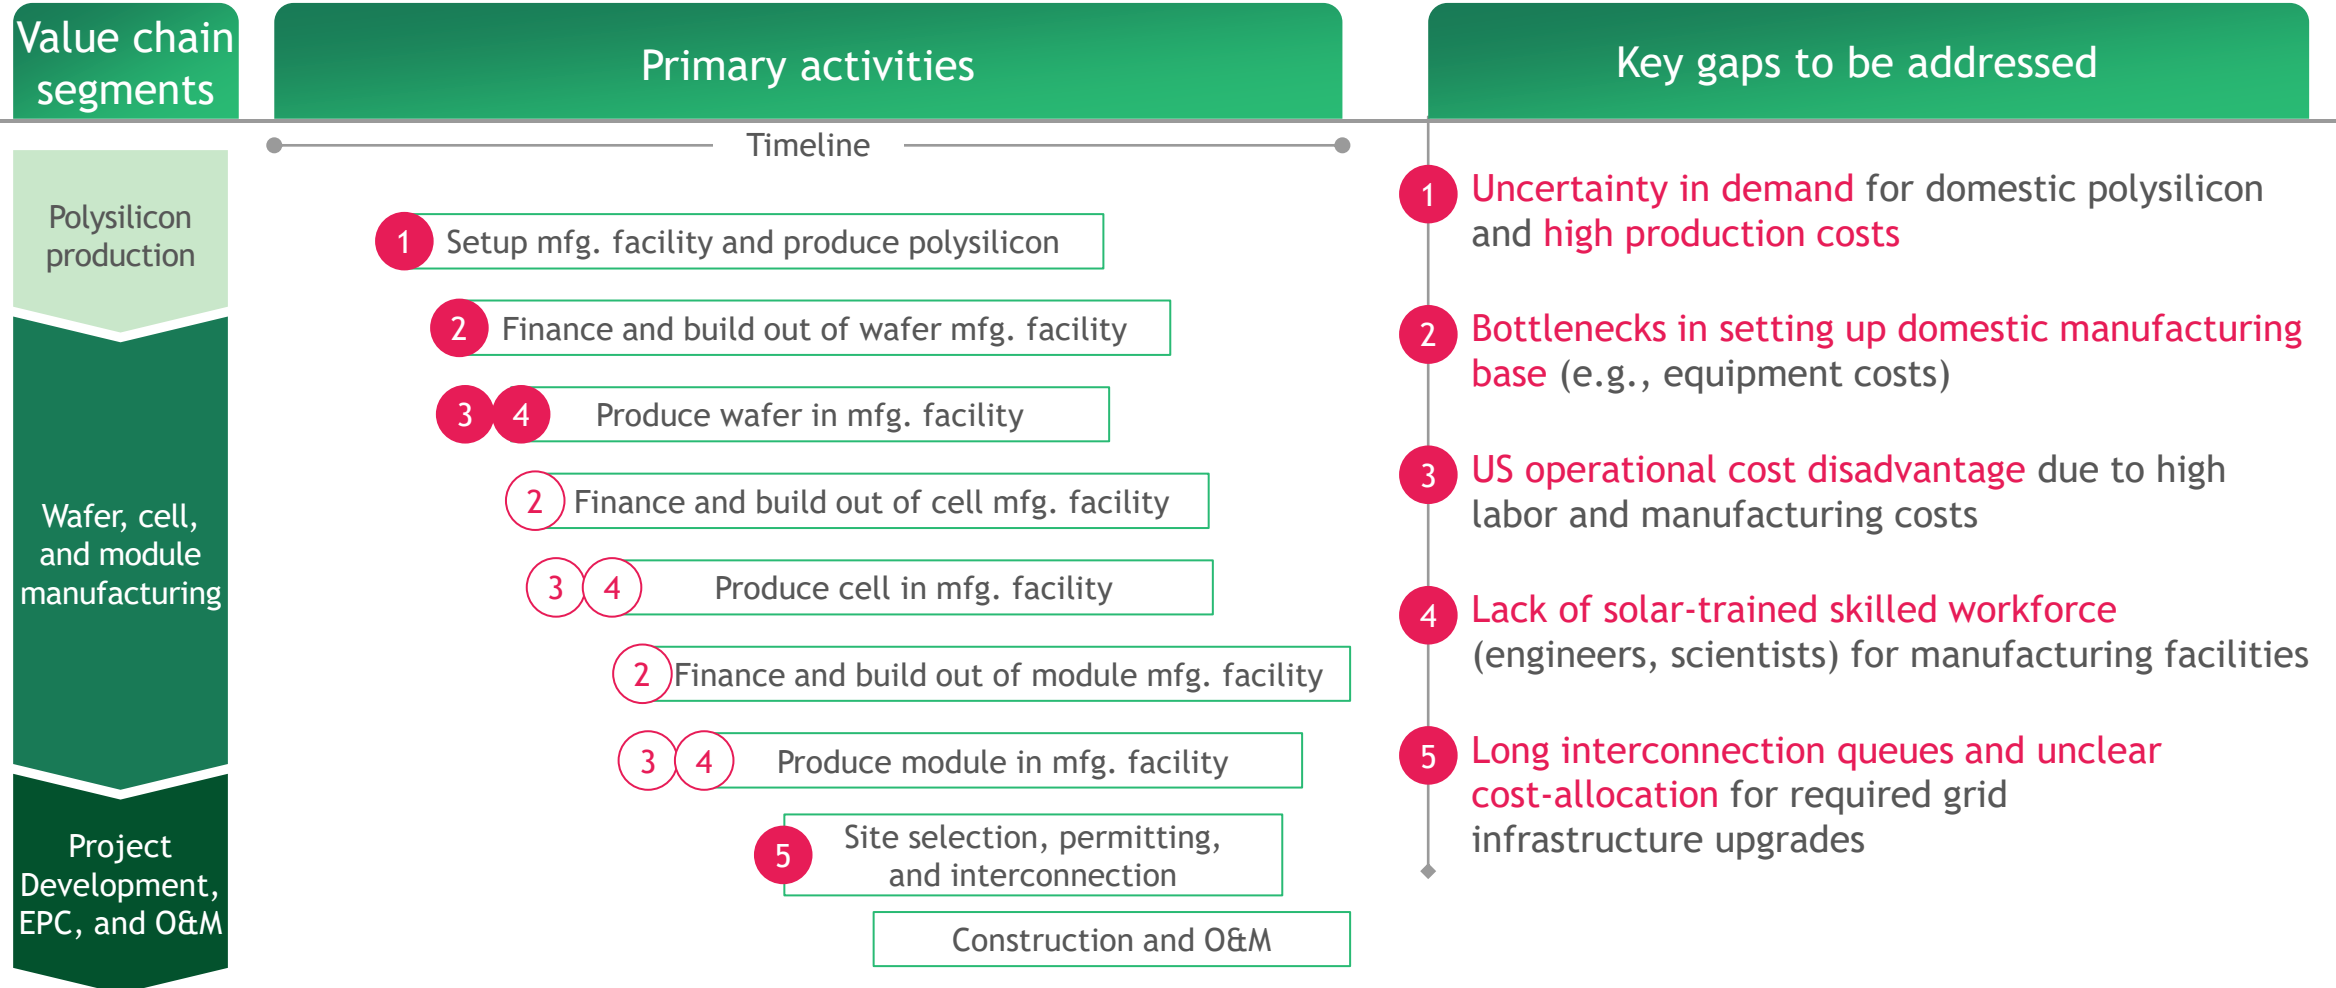 Value chain
segments
Primary activities
Key gaps to be addressed
Timeline
Polysilicon
production
1 Setup mfg. facility and produce polysilicon
2 Finance and build out of wafer mfg. facility
3 4 Produce wafer in mfg. facility
2 Finance and build out of cell mfg. facility
3 4 Produce cell in mfg. facility
2 Finance and build out of module mfg. facility
3 4 Produce module in mfg. facility
Wafer, cell,
and module
manufacturing
5 Site selection, permitting,
and interconnection
Construction and O&M
Project
Development,
EPC, and O&M
1 Uncertainty in demand for domestic polysilicon
and high production costs
2 Bottlenecks in setting up domestic manufacturing
base (e.g., equipment costs)
3 US operational cost disadvantage due to high
labor and manufacturing costs
4 Lack of solar-trained skilled workforce
(engineers, scientists) for manufacturing facilities
5 Long interconnection queues and unclear
cost-allocation for required grid
infrastructure upgrades